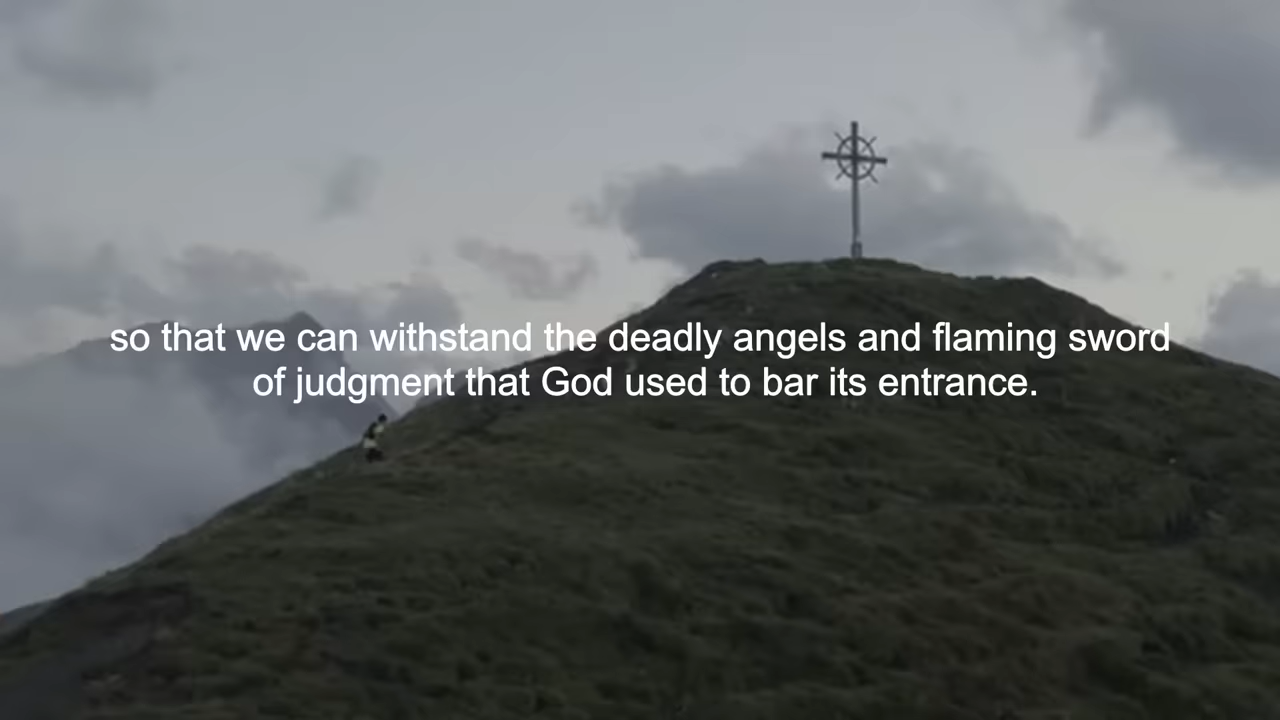 so that we can withstand the deadly angels and flaming sword
of judgment that God used to bar its entrance.